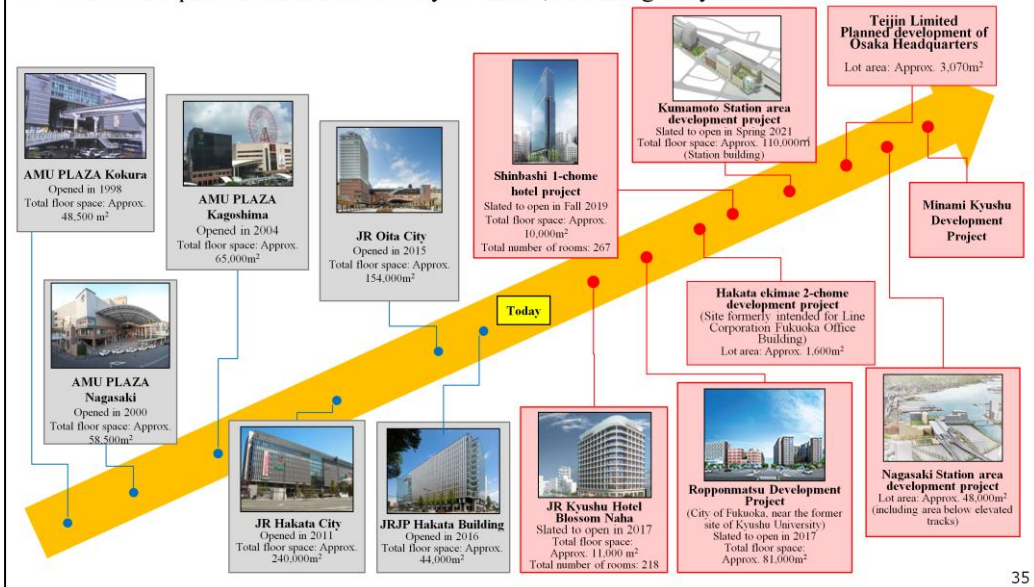 AMU PLAZA Kokura
Opened in 1998
Total floor space: Approx.
48,500 m²
AMU PLAZA
Nagasaki
Opened in 2000
Total floor space: Approx.
58,500m²
AMU PLAZA
Kagoshima
Opened in 2004
Total floor space: Approx.
65,000m²
JR Hakata City
Opened in 2011
Total floor space: Approx.
240,000m²
JR Oita City
Opened in 2015
Total floor space: Approx.
154,000m²
JRJP Hakata Building
Opened in 2016
Total floor space: Approx.
44,000m²
Today
JR Kyushu Hotel
Blossom Naha
Slated to open in 2017
Total floor space:
Approx. 11,000 m²
Total number of rooms: 218
Ropponmatsu Development
Project
(City of Fukuoka, near the former
site of Kyushu University)
Slated to open in 2017
Total floor space:
Approx. 81,000m²
Shinbashi 1-chome
hotel project
Slated to open in Fall 2019
Total floor space: Approx.
10,000m²
Total number of rooms: 267
Hakata ekimae 2-chome
development project
(Site formerly intended for Line
Corporation Fukuoka Office
Building)
Lot area: Approx. 1,600m²
Kumamoto Station area
development project
Slated to open in Spring 2021
Total floor space: Approx. 110,000㎡
(Station building)
Teijin Limited
Planned development of
Osaka Headquarters
Lot area: Approx. 3,070m²
Nagasaki Station area
development project
Lot area: Approx. 48,000m²
(including area below elevated
tracks)
Minami Kyushu
Development
Project
35